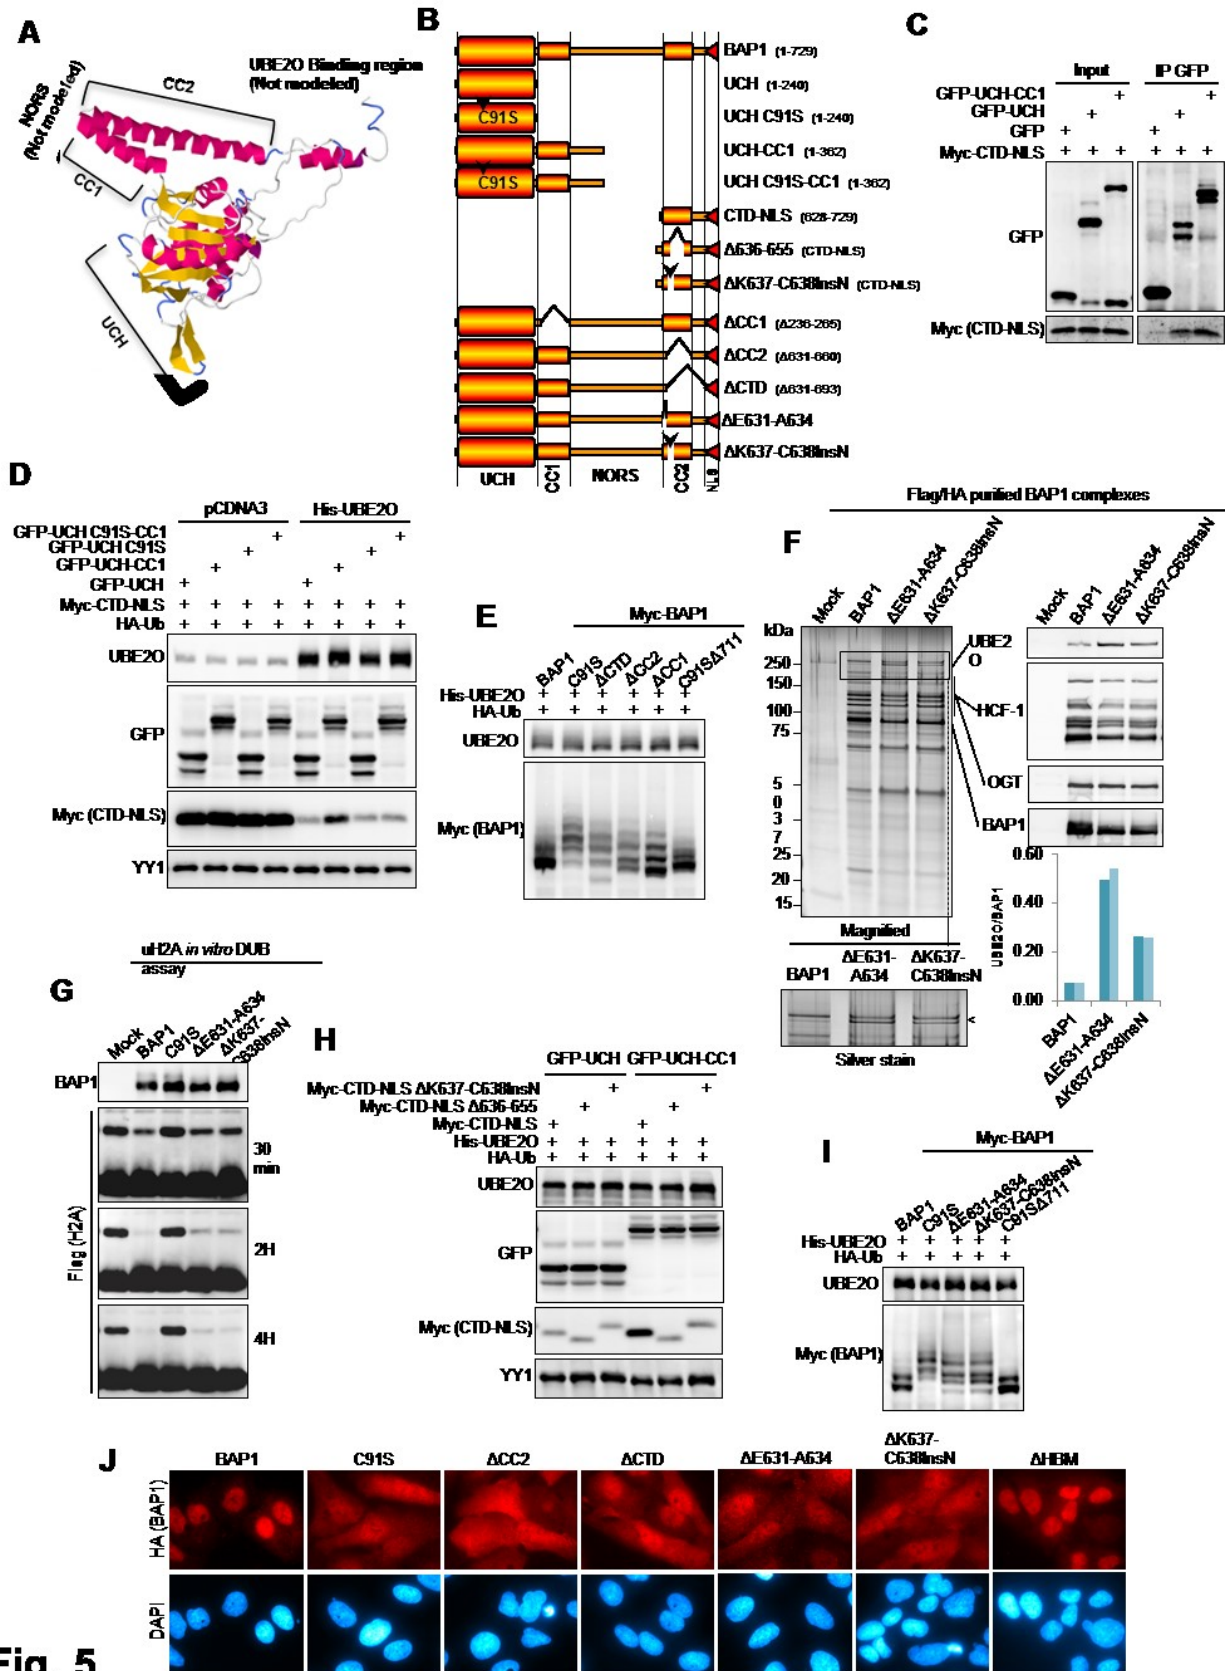 A
NORS
(Not modeled)
CC2
UBE2O Binding region
(Not modeled)
CC1
UCH
B
BAP1 (1-729)
UCH (1-240)
C91S
UCH C91S (1-240)
UCH-CC1 (1-362)
C91S
UCH C91S-CC1 (1-362)
CTD-NLS (628-729)
Δ636-655 (CTD-NLS)
ΔK637-C638InsN (CTD-NLS)
ΔCC1 (Δ236-265)
ΔCC2 (Δ631-660)
ΔCTD (Δ631-693)
ΔE631-A634
ΔK637-C638InsN
UCH
CC1
NORS
CC2
NLS
C
Input
IP GFP
GFP-UCH-CC1 + +
GFP-UCH + +
GFP + +
Myc-CTD-NLS + + + + + +
GFP
Myc (CTD-NLS)
D
pCDNA3
His-UBE2O
GFP-UCH C91S-CC1 + +
GFP-UCH C91S + +
GFP-UCH-CC1 + +
GFP-UCH + +
Myc-CTD-NLS + + + + + + + +
HA-Ub + + + + + + + +
UBE2O
GFP
Myc (CTD-NLS)
YY1
E
Myc-BAP1
BAP1
C91S
ΔCTD
ΔCC2
ΔCC1
C91SΔ711
His-UBE2O + + + + + +
HA-Ub + + + + + +
UBE2O
Myc (BAP1)
Flag/HA purified BAP1 complexes
F
Mock
BAP1
ΔE631-A634
ΔK637-C638InsN
kDa
250
150
100
75
5
0
3
7
25
20
15
UBE2
O
HCF-1
OGT
BAP1
Mock
BAP1
ΔE631-A634
ΔK637-C638InsN
Magnified
BAP1
ΔE631-
A634
ΔK637-
C638InsN
<
Silver stain
UBE2O/BAP1
0.60
0.40
0.20
0.00
BAP1
ΔE631-A634
ΔK637-C638InsN
uH2A in vitro DUB
assay
G
Mock
BAP1
C91S
ΔE631-A634
ΔK637-
C638InsN
BAP1
Flag (H2A)
30
min
2H
4H
H
GFP-UCH
GFP-UCH-CC1
Myc-CTD-NLS ΔK637-C638InsN + +
Myc-CTD-NLS Δ636-655 + +
Myc-CTD-NLS + +
His-UBE2O + + + + + +
HA-Ub + + + + + +
UBE2O
GFP
Myc (CTD-NLS)
YY1
I
Myc-BAP1
BAP1
C91S
ΔE631-A634
ΔK637-C638InsN
C91SΔ711
His-UBE2O + + + + +
HA-Ub + + + + +
UBE2O
Myc (BAP1)
J
BAP1
C91S
ΔCC2
ΔCTD
ΔE631-A634
ΔK637-
C638InsN
ΔHBM
HA (BAP1)
DAPI
Fig. 5